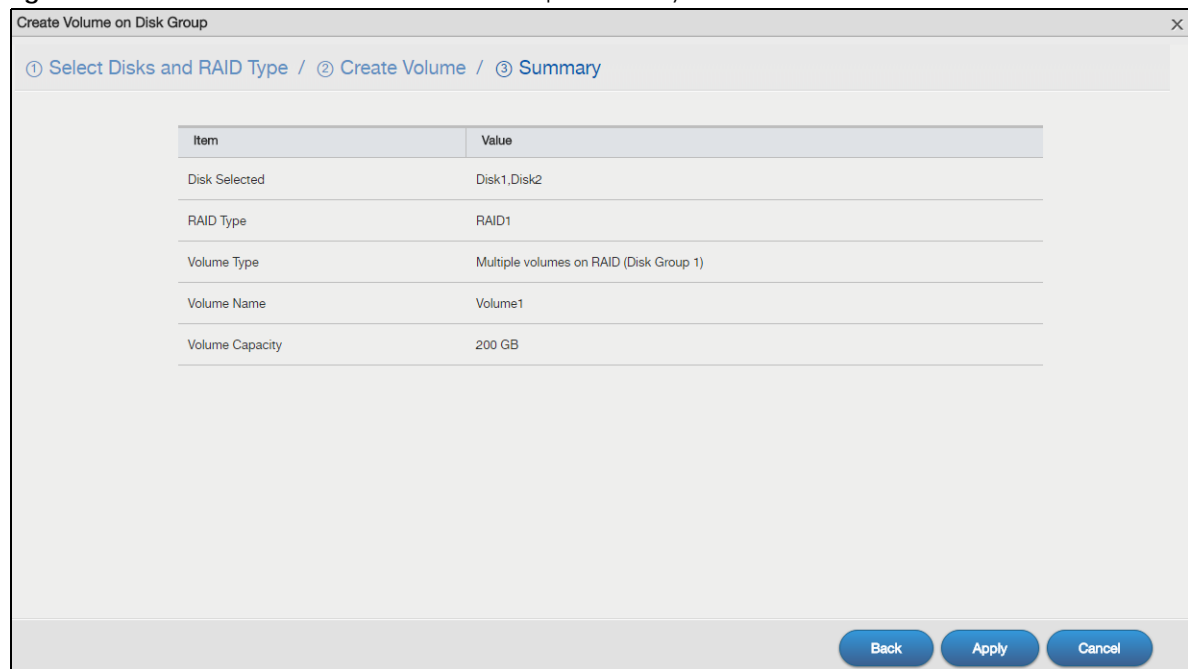 Create Volume on Disk Group
① Select Disks and RAID Type / ② Create Volume / ③ Summary
Item Value
Disk Selected Disk1,Disk2
RAID Type RAID1
Volume Type Multiple volumes on RAID (Disk Group 1)
Volume Name Volume1
Volume Capacity 200 GB
Back Apply Cancel